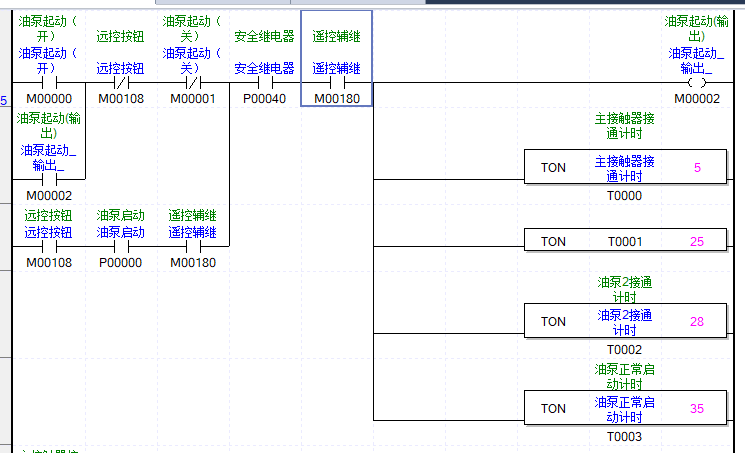 油泵起动（
开）
油泵起动（
开）
M00000
远控按钮
远控按钮
M00108
油泵起动（
关）
油泵起动（
关）
M00001
安全继电器
安全继电器
P00040
遥控辅继
遥控辅继
M00180
油泵起动(输
出)
油泵起动_
输出_
M00002
5
油泵起动(输
出)
油泵起动_
输出_
M00002
主接触器接
通计时
TON
主接触器接
通计时
5
T0000
远控按钮
远控按钮
M00108
油泵启动
油泵启动
P00000
遥控辅继
遥控辅继
M00180
TON
T0001
25
油泵2接通
计时
TON
油泵2接通
计时
28
T0002
油泵正常启
动计时
TON
油泵正常启
动计时
35
T0003